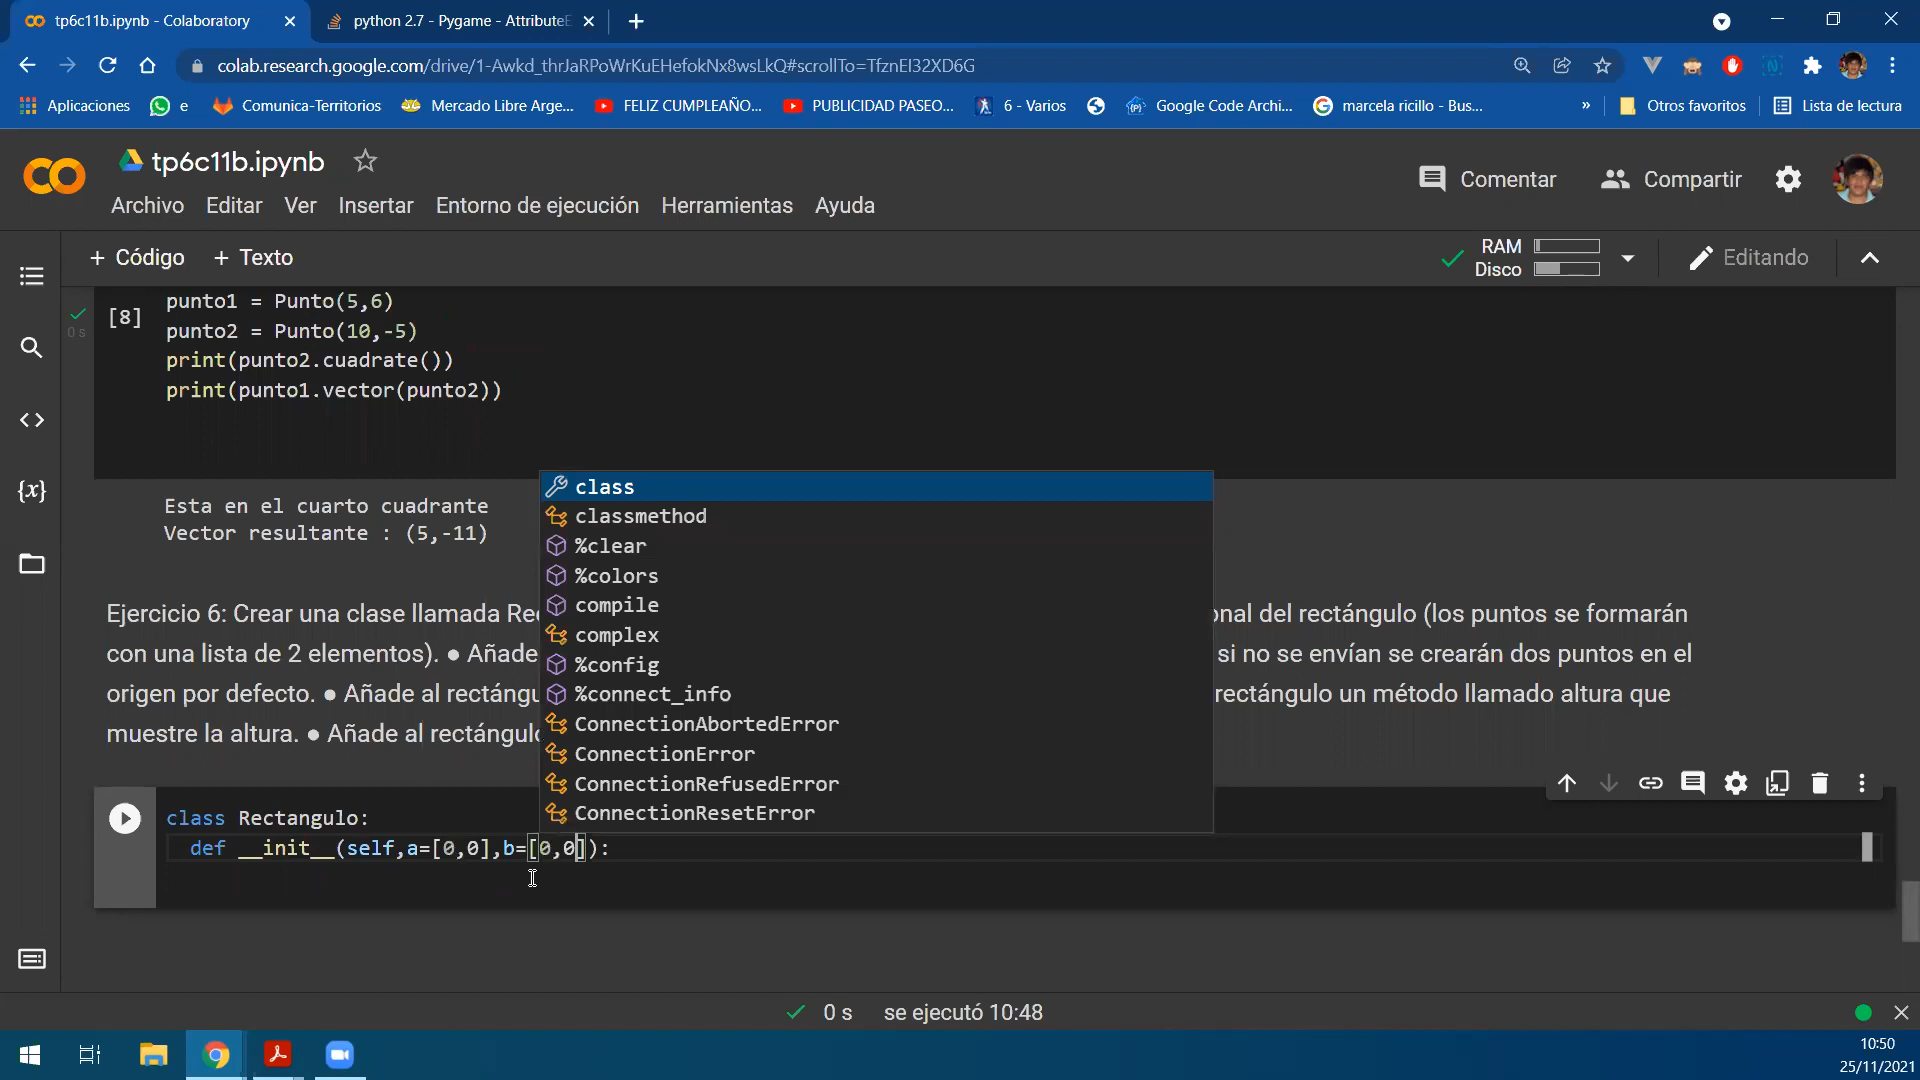 tp6c11b.ipynb - Colaboratory
python 2.7 - Pygame - AttributeE
colab.research.google.com/drive/1-Awkd_thrJaRPoWrKuEHefokNx8wsLkQ#scrollTo=TfznEl32XD6G
Aplicaciones e Comunica-Territorios Mercado Libre Arge... FELIZ CUMPLEAÑO... PUBLICIDAD PASEO... 6 - Varios Google Code Archi... marcela ricillo - Bus... » Otros favoritos Lista de lectura
tp6c11b.ipynb
Comentar Compartir
Archivo Editar Ver Insertar Entorno de ejecución Herramientas Ayuda
+ Código + Texto
RAM
Disco
Editando
[8]
0 s
punto1 = Punto(5,6)
punto2 = Punto(10,-5)
print(punto2.cuadrate())
print(punto1.vector(punto2))
Esta en el cuarto cuadrante
Vector resultante : (5,-11)
class
classmethod
%clear
%colors
compile
complex
%config
%connect_info
ConnectionAbortedError
ConnectionError
ConnectionRefusedError
ConnectionResetError
Ejercicio 6: Crear una clase llamada Re onal del rectángulo (los puntos se formarán
con una lista de 2 elementos). ● Añade si no se envían se crearán dos puntos en el
origen por defecto. ● Añade al rectángu rectángulo un método llamado altura que
muestre la altura. ● Añade al rectángulo
class Rectangulo:
def __init__(self,a=[0,0],b=[0,0]):
0 s se ejecutó 10:48
10:50
25/11/2021